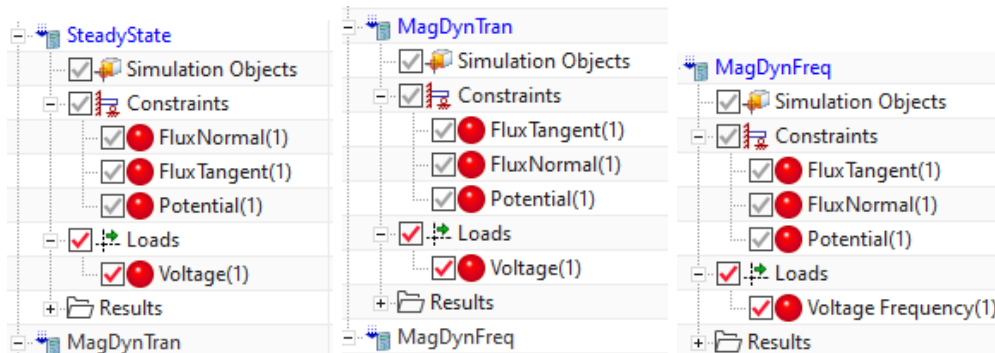 SteadyState
Simulation Objects
Constraints
FluxNormal(1)
FluxTangent(1)
Potential(1)
Loads
Voltage(1)
Results
MagDynTran
MagDynTran
Simulation Objects
Constraints
FluxTangent(1)
FluxNormal(1)
Potential(1)
Loads
Voltage(1)
Results
MagDynFreq
MagDynFreq
Simulation Objects
Constraints
FluxTangent(1)
FluxNormal(1)
Potential(1)
Loads
Voltage Frequency(1)
Results